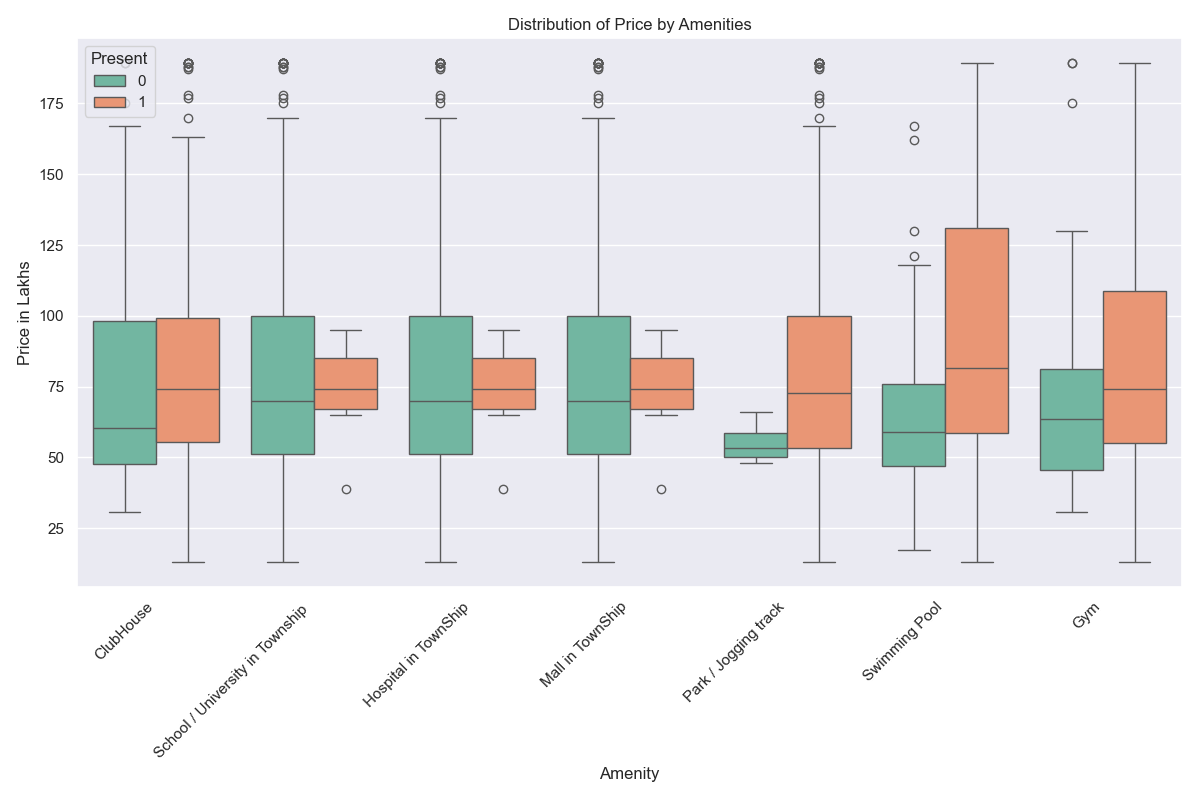 Distribution of Price by Amenities
Present
0
1
175
150
125
100
75
50
25
Price in Lakhs
ClubHouse
School / University in Township
Hospital in TownShip
Mall in TownShip
Park / Jogging track
Swimming Pool
Gym
Amenity